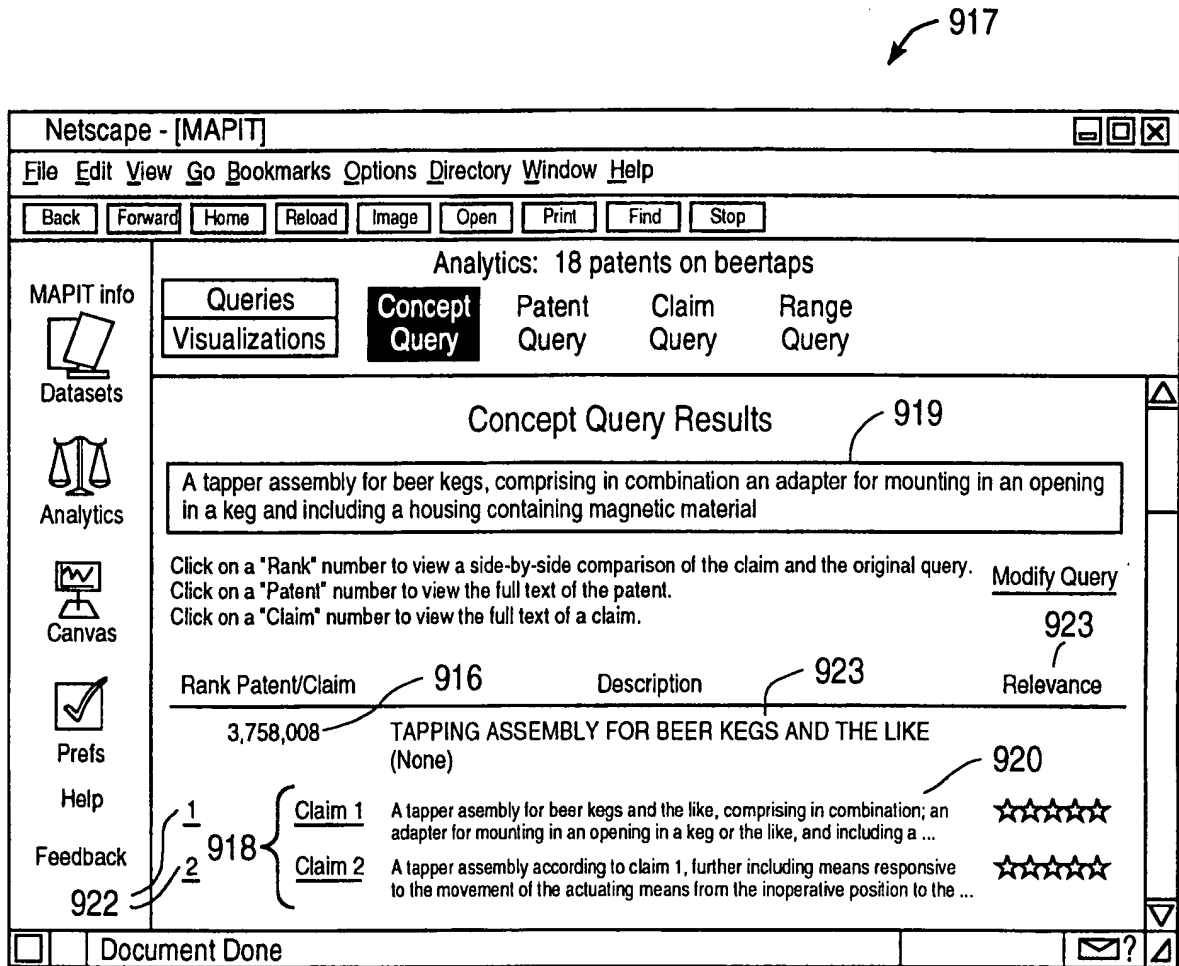 917
Netscape - [MAPIT]
File Edit View Go Bookmarks Options Directory Window Help
Back Forward Home Reload Image Open Print Find Stop
Analytics: 18 patents on beertaps
MAPIT info
Queries
Visualizations
Concept Query
Patent Query
Claim Query
Range Query
Datasets
Analytics
Canvas
Prefs
Help
Feedback
Concept Query Results
919
A tapper assembly for beer kegs, comprising in combination an adapter for mounting in an opening
in a keg and including a housing containing magnetic material
Click on a "Rank" number to view a side-by-side comparison of the claim and the original query.
Click on a "Patent" number to view the full text of the patent.
Click on a "Claim" number to view the full text of a claim.
Modify Query
923
Rank Patent/Claim 916 Description 923 Relevance
3,758,008 TAPPING ASSEMBLY FOR BEER KEGS AND THE LIKE
(None)
920
1 Claim 1 A tapper asembly for beer kegs and the like, comprising in combination; an
adapter for mounting in an opening in a keg or the like, and including a ...
918
2 Claim 2 A tapper assembly according to claim 1, further including means responsive
to the movement of the actuating means from the inoperative position to the ...
922
Document Done
?